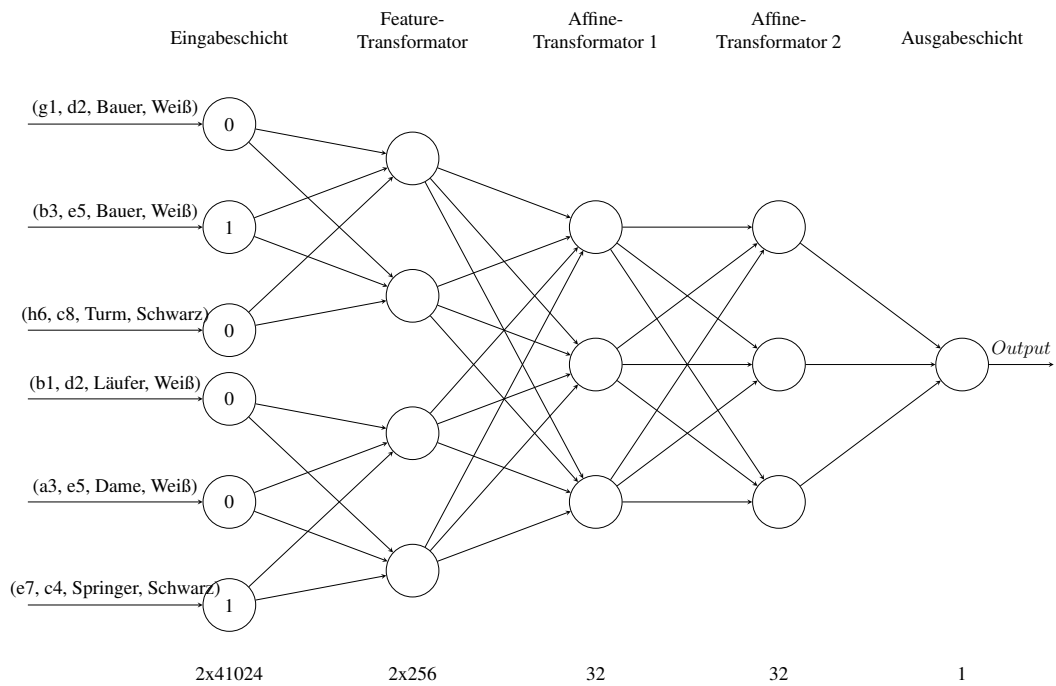 Eingabeschicht
Feature-
Transformator
Affine-
Transformator 1
Affine-
Transformator 2
Ausgabeschicht
(g1, d2, Bauer, Weiß)
0
(b3, e5, Bauer, Weiß)
1
(h6, c8, Turm, Schwarz)
0
(b1, d2, Läufer, Weiß)
0
(a3, e5, Dame, Weiß)
0
(e7, c4, Springer, Schwarz)
1
Output
2x41024
2x256
32
32
1